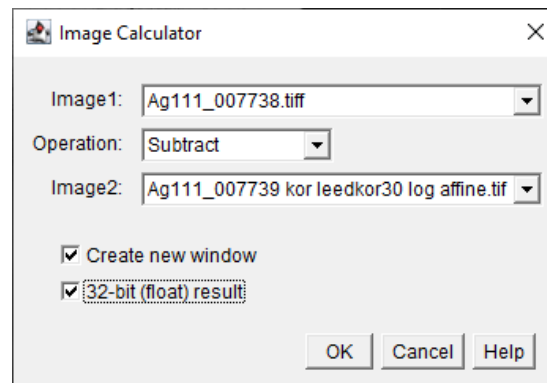 Image Calculator
Image1: Ag111_007738.tiff
Operation: Subtract
Image2: Ag111_007739 kor leedkor30 log affine.tif
Create new window
32-bit (float) result
OK Cancel Help